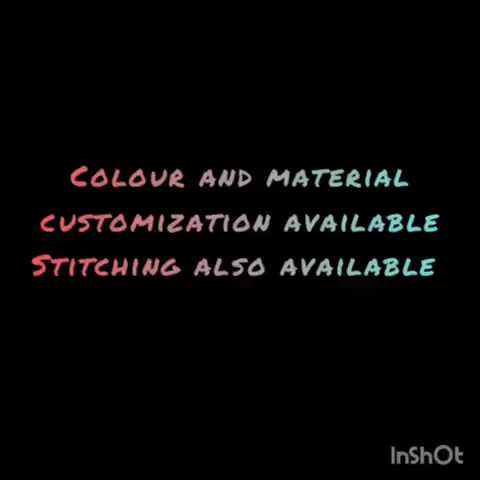 Colour and material
customization available
Stitching also available
InShOt